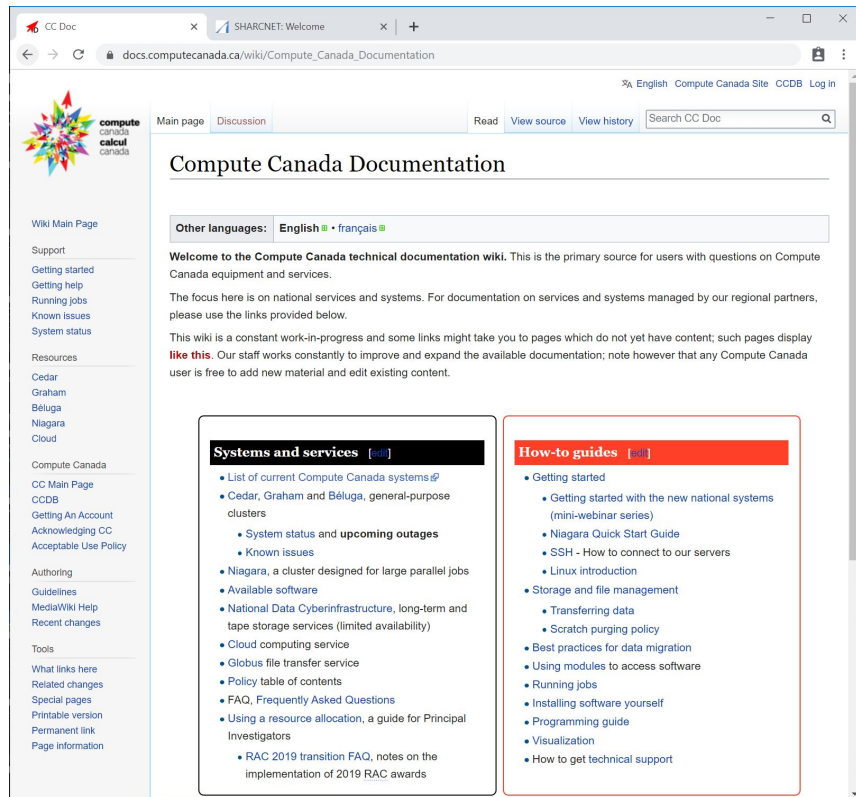 CC Doc
SHARCNET: Welcome
docs.computecanada.ca/wiki/Compute_Canada_Documentation
English Compute Canada Site CCDB Log in
compute
canada
calcul
canada
Main page Discussion Read View source View history Search CC Doc
Compute Canada Documentation
Other languages: English • français
Welcome to the Compute Canada technical documentation wiki. This is the primary source for users with questions on Compute
Canada equipment and services.
The focus here is on national services and systems. For documentation on services and systems managed by our regional partners,
please use the links provided below.
This wiki is a constant work-in-progress and some links might take you to pages which do not yet have content; such pages display
like this. Our staff works constantly to improve and expand the available documentation; note however that any Compute Canada
user is free to add new material and edit existing content.
Wiki Main Page
Support
Getting started
Getting help
Running jobs
Known issues
System status
Resources
Cedar
Graham
Béluga
Niagara
Cloud
Compute Canada
CC Main Page
CCDB
Getting An Account
Acknowledging CC
Acceptable Use Policy
Authoring
Guidelines
MediaWiki Help
Recent changes
Tools
What links here
Related changes
Special pages
Printable version
Permanent link
Page information
Systems and services [edit]
• List of current Compute Canada systems
• Cedar, Graham and Béluga, general-purpose
clusters
• System status and upcoming outages
• Known issues
• Niagara, a cluster designed for large parallel jobs
• Available software
• National Data Cyberinfrastructure, long-term and
tape storage services (limited availability)
• Cloud computing service
• Globus file transfer service
• Policy table of contents
• FAQ, Frequently Asked Questions
• Using a resource allocation, a guide for Principal
Investigators
• RAC 2019 transition FAQ, notes on the
implementation of 2019 RAC awards
How-to guides [edit]
• Getting started
• Getting started with the new national systems
(mini-webinar series)
• Niagara Quick Start Guide
• SSH - How to connect to our servers
• Linux introduction
• Storage and file management
• Transferring data
• Scratch purging policy
• Best practices for data migration
• Using modules to access software
• Running jobs
• Installing software yourself
• Programming guide
• Visualization
• How to get technical support